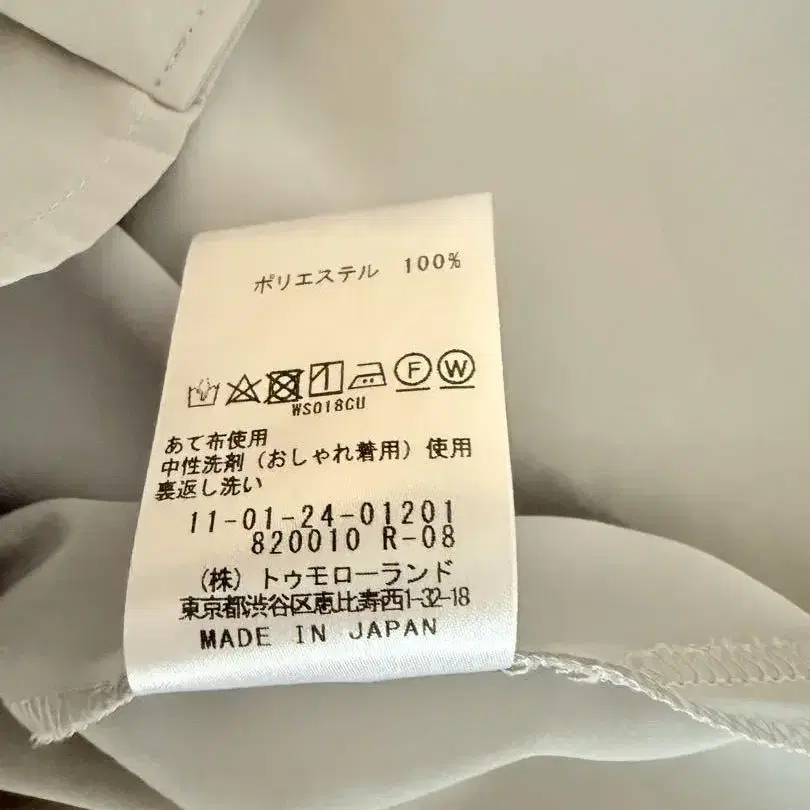 ポリエステル 100%
F W
WS018CU
あて布使用
中性洗剤（おしゃれ着用）使用
裏返し洗い
11-01-24-01201
820010 R-08
（株）トゥモローランド
東京都渋谷区恵比寿西1-32-18
MADE IN JAPAN